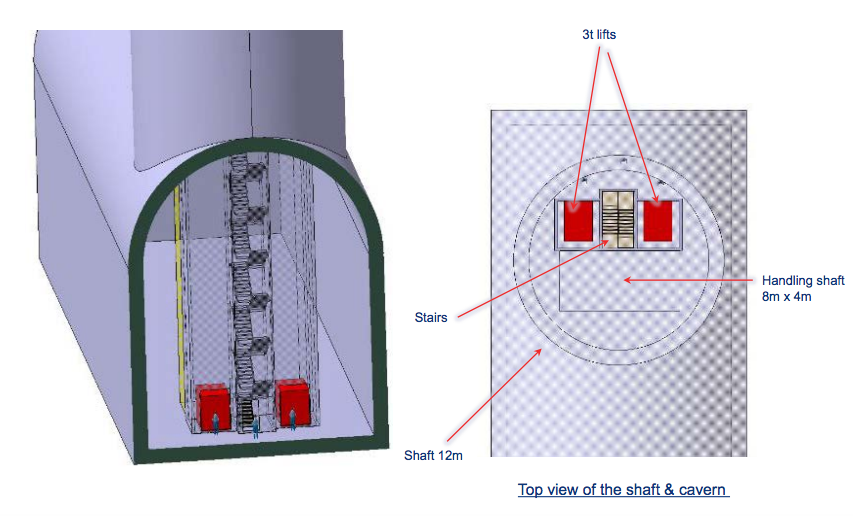 3t lifts
Handling shaft
8m x 4m
Stairs
Shaft 12m
Top view of the shaft & cavern